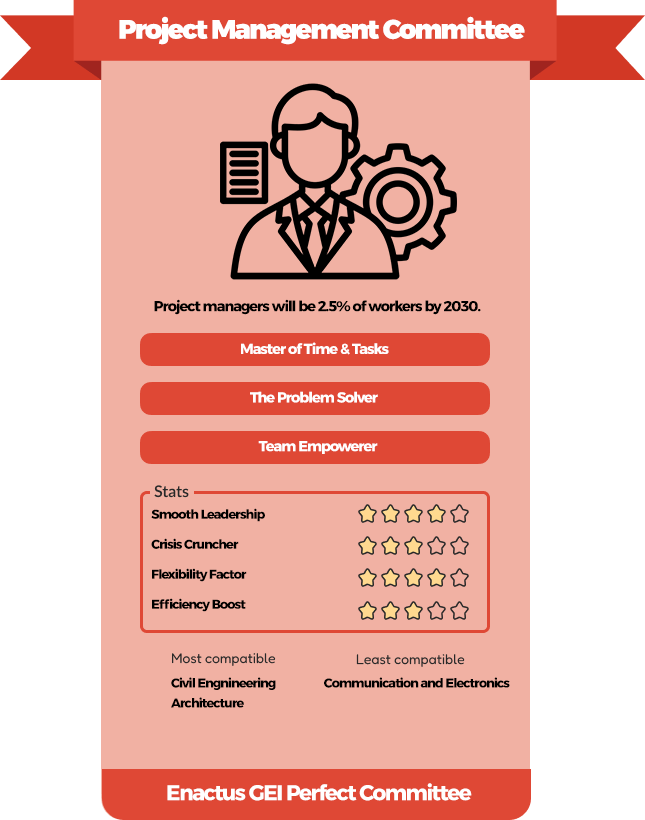 Project Management Committee
Project managers will be 2.5% of workers by 2030.
Master of Time & Tasks
The Problem Solver
Team Empowerer
Stats
Smooth Leadership
Crisis Cruncher
Flexibility Factor
Efficiency Boost
Most compatible
Civil Engnineering
Architecture
Least compatible
Communication and Electronics
Enactus GEI Perfect Committee